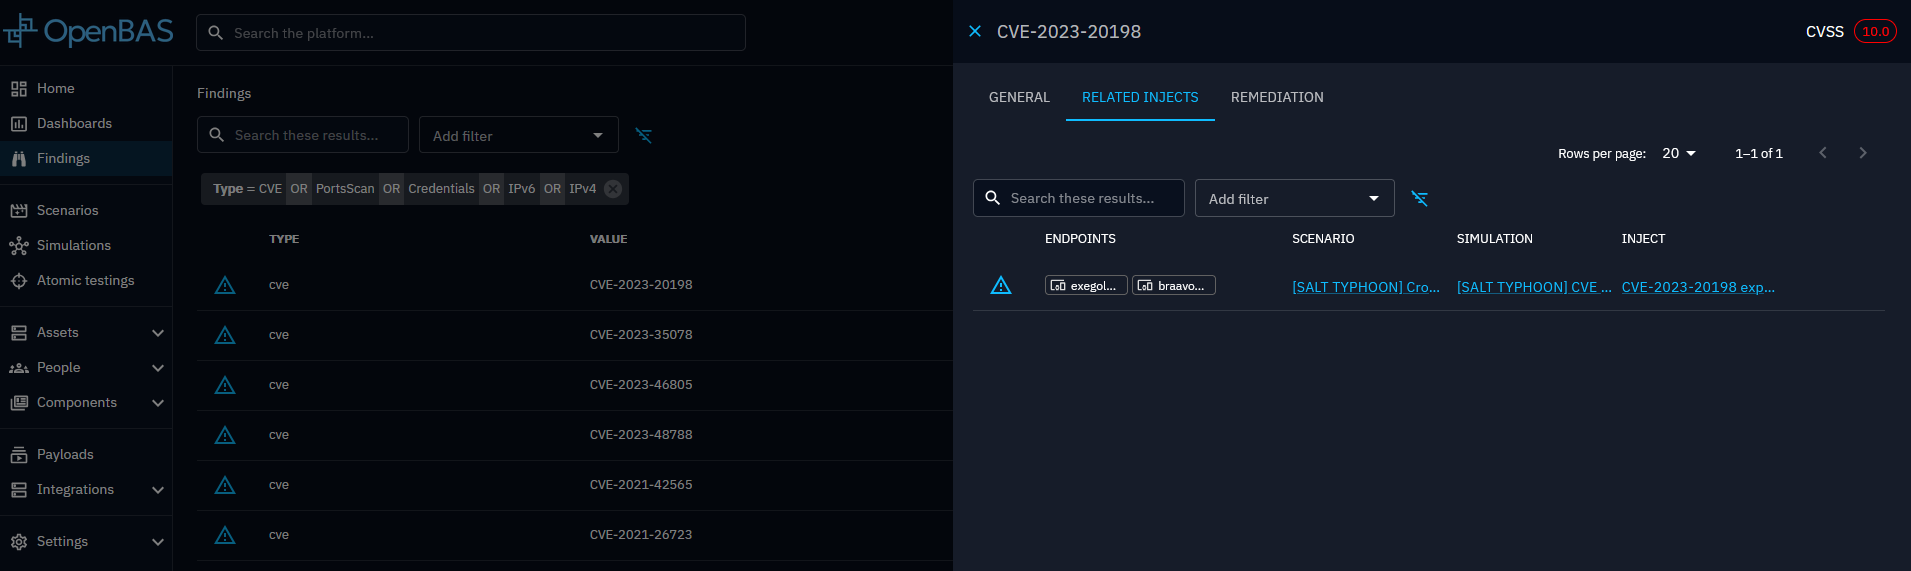 OpenBAS
Search the platform...
Home
Dashboards
Findings
Scenarios
Simulations
Atomic testings
Assets
People
Components
Payloads
Integrations
Settings
Findings
Search these results...
Add filter
Type = CVE OR PortsScan OR Credentials OR IPv6 OR IPv4
TYPE VALUE
cve CVE-2023-20198
cve CVE-2023-35078
cve CVE-2023-46805
cve CVE-2023-48788
cve CVE-2021-42565
cve CVE-2021-26723
CVE-2023-20198
CVSS 10.0
GENERAL RELATED INJECTS REMEDIATION
Rows per page: 20 1–1 of 1
Search these results...
Add filter
ENDPOINTS SCENARIO SIMULATION INJECT
exegol... braavo... [SALT TYPHOON] Cro... [SALT TYPHOON] CVE ... CVE-2023-20198 exp...